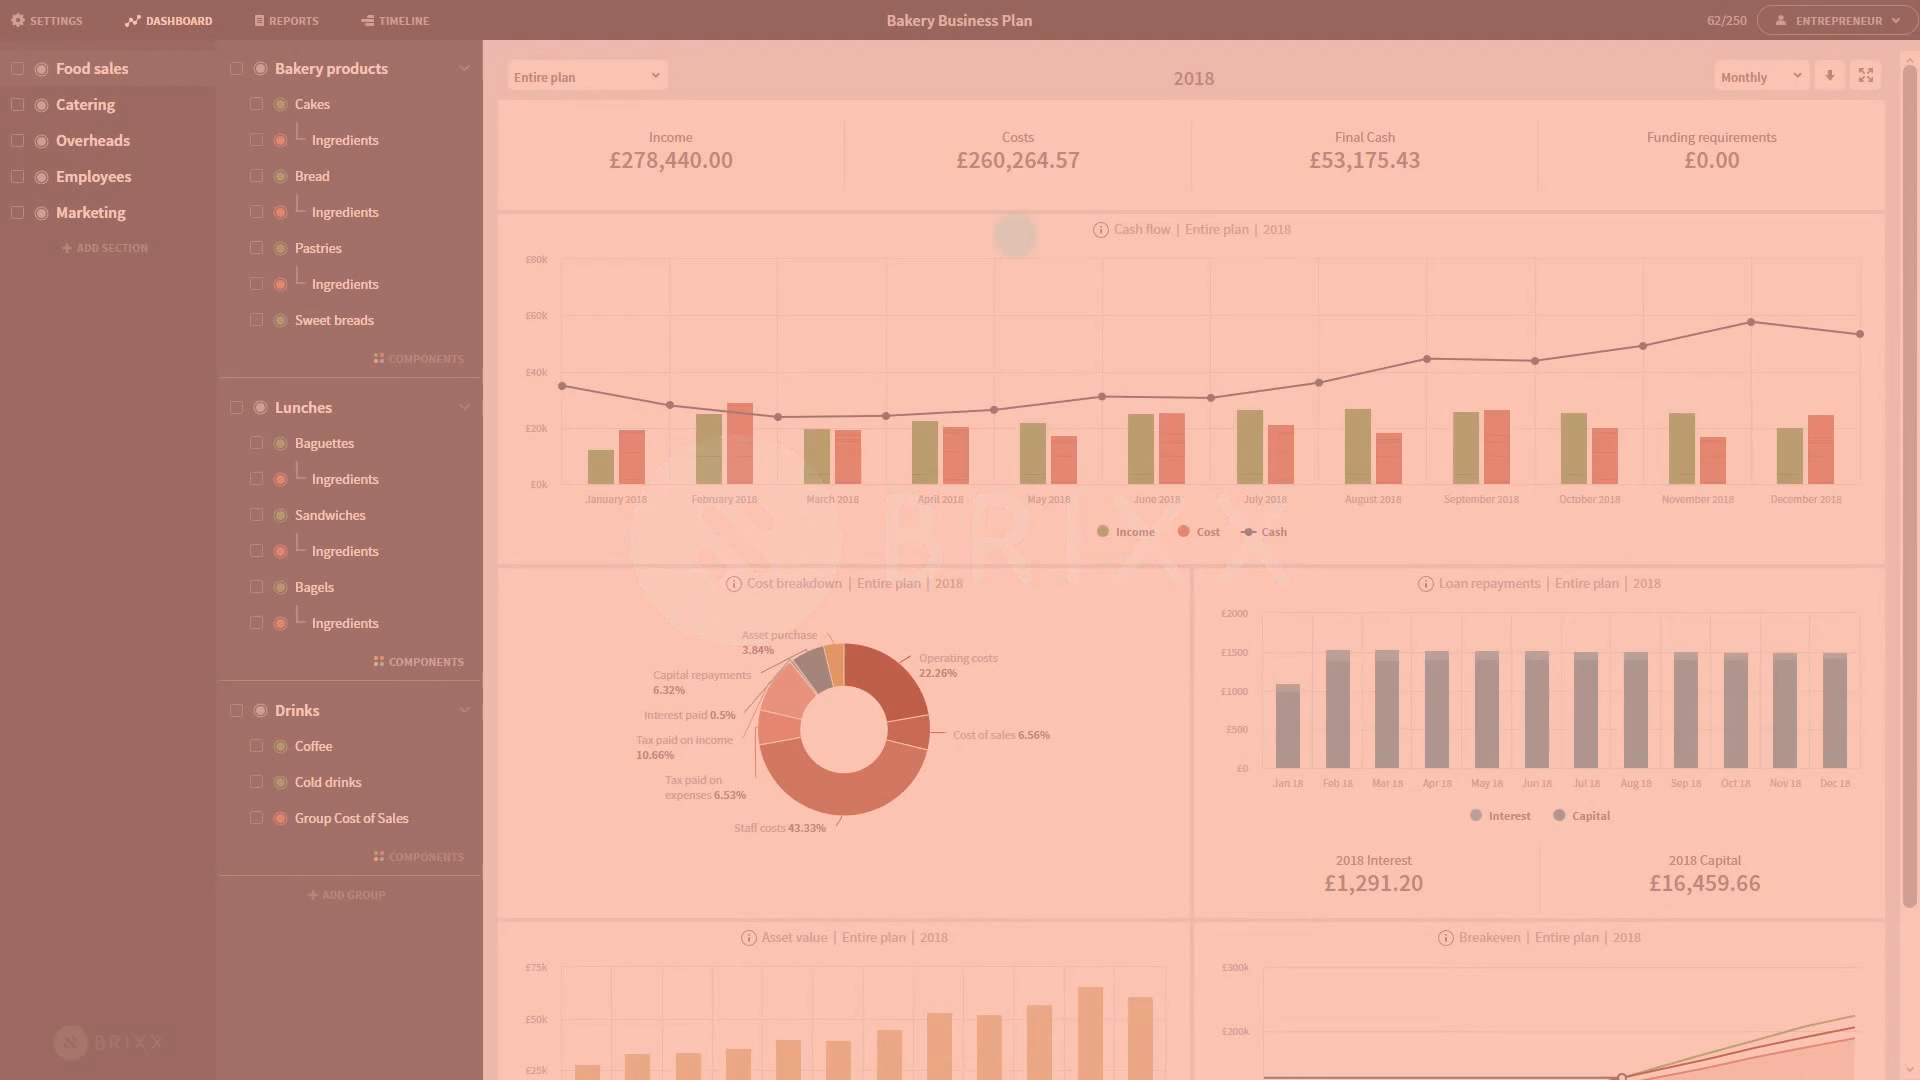 SETTINGS
DASHBOARD
REPORTS
TIMELINE
Bakery Business Plan
62/250
ENTREPRENEUR
Food sales
Catering
Overheads
Employees
Marketing
ADD SECTION
Bakery products
Cakes
Ingredients
Bread
Ingredients
Pastries
Ingredients
Sweet breads
COMPONENTS
Lunches
Baguettes
Ingredients
Sandwiches
Ingredients
Bagels
Ingredients
COMPONENTS
Drinks
Coffee
Cold drinks
Group Cost of Sales
COMPONENTS
ADD GROUP
BRIXX
Entire plan
2018
Monthly
Income
£278,440.00
Costs
£260,264.57
Final Cash
£53,175.43
Funding requirements
£0.00
Cash flow | Entire plan | 2018
£80k
£60k
£40k
£20k
£0k
January 2018
February 2018
March 2018
April 2018
May 2018
June 2018
July 2018
August 2018
September 2018
October 2018
November 2018
December 2018
Income
Cost
Cash
BRIXX
Cost breakdown | Entire plan | 2018
Asset purchase
3.84%
Capital repayments
6.32%
Interest paid 0.5%
Tax paid on income
10.66%
Tax paid on
expenses 6.53%
Staff costs 43.33%
Operating costs
22.26%
Cost of sales 6.56%
Loan repayments | Entire plan | 2018
£2000
£1500
£1000
£500
£0
Jan 18
Feb 18
Mar 18
Apr 18
May 18
Jun 18
Jul 18
Aug 18
Sep 18
Oct 18
Nov 18
Dec 18
Interest
Capital
2018 Interest
£1,291.20
2018 Capital
£16,459.66
Asset value | Entire plan | 2018
£75k
£50k
£25k
Breakeven | Entire plan | 2018
£300k
£200k